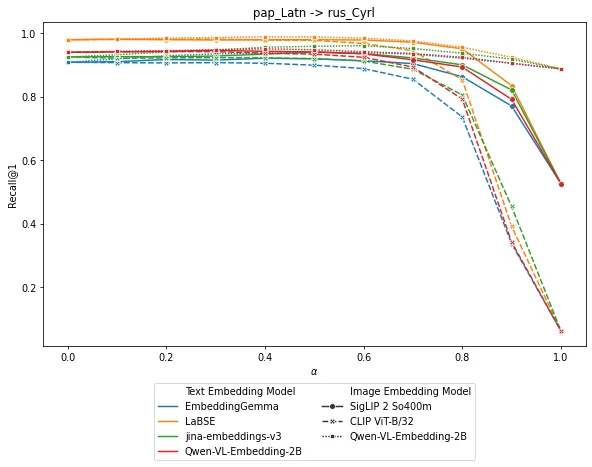 pap_Latn -> rus_Cyrl
1.0
0.8
0.6
0.4
0.2
Recall@1
0.0 0.2 0.4 0.6 0.8 1.0
α
Text Embedding Model Image Embedding Model
EmbeddingGemma SigLIP 2 So400m
LaBSE CLIP ViT-B/32
jina-embeddings-v3 Qwen-VL-Embedding-2B
Qwen-VL-Embedding-2B